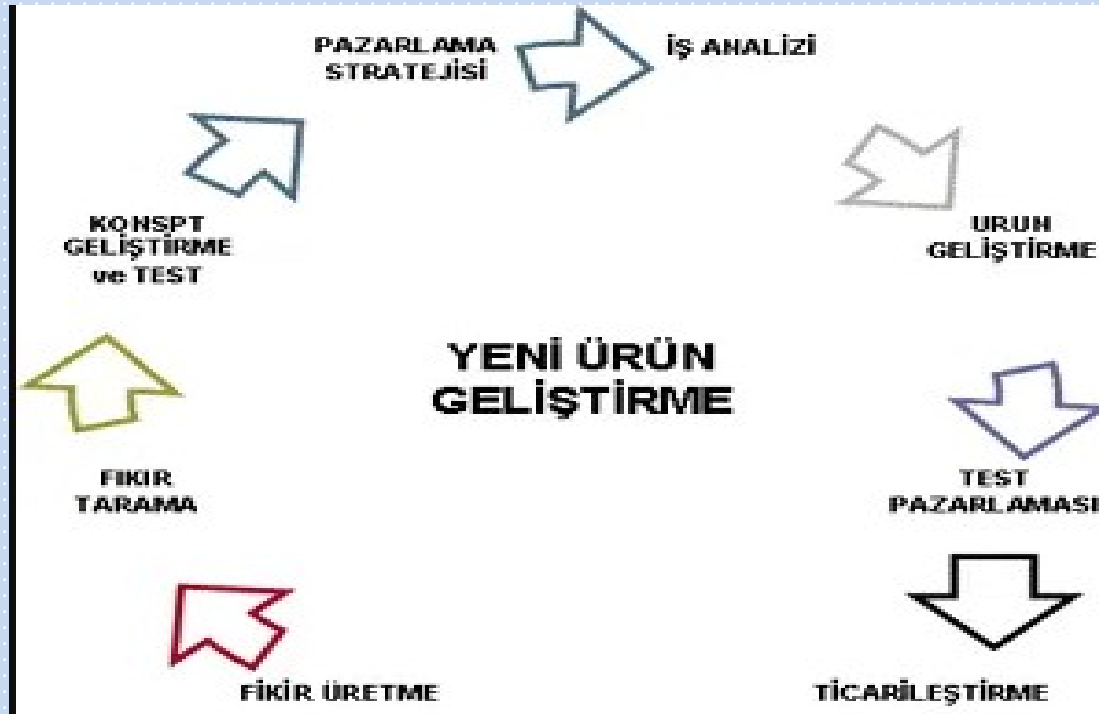 PAZARLAMA
STRATEJİSİ
İŞ ANALİZİ
KONSPT
GELİŞTİRME
ve TEST
URUN
GELİŞTİRME
YENİ ÜRÜN
GELİŞTİRME
FIKIR
TARAMA
TEST
PAZARLAMASI
FİKİR ÜRETME
TİCARİLEŞTİRME